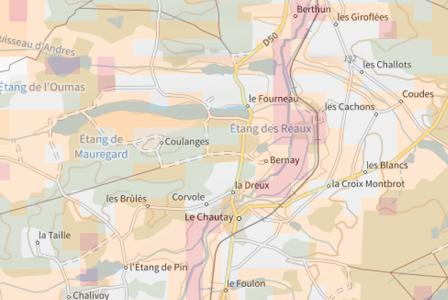 Berthun
les Giroflées
D50
uisseau d'Andres
132
les Challots
Étang de l'Oumas
le Fourneau
les Cachons
Coudes
Étang de
Mauregard
Coulanges
Étang des Réaux
Bernay
les Blancs
la Dreux
la Croix Montbrot
les Brûlés
Corvole
Le Chautay
la Taille
l'Étang de Pin
le Foulon
Chalivoy